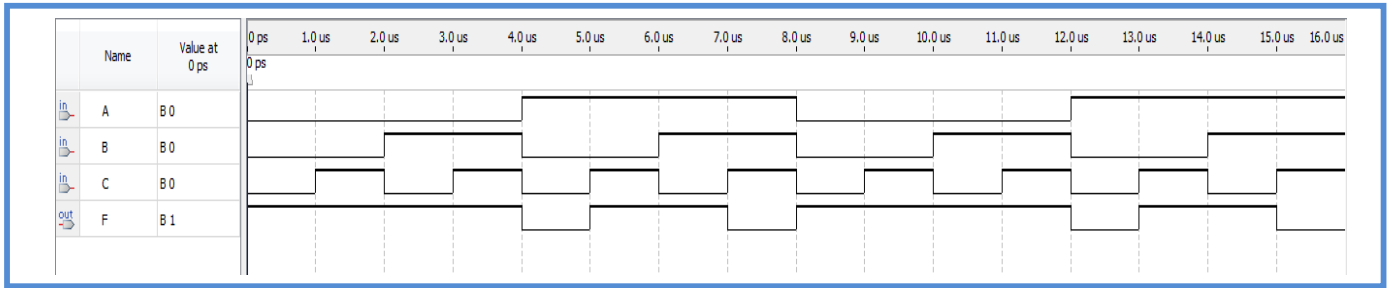 0 ps 1.0 us 2.0 us 3.0 us 4.0 us 5.0 us 6.0 us 7.0 us 8.0 us 9.0 us 10.0 us 11.0 us 12.0 us 13.0 us 14.0 us 15.0 us 16.0 us
Name Value at
0 ps
0 ps
in A B 0
in B B 0
in C B 0
out F B 1